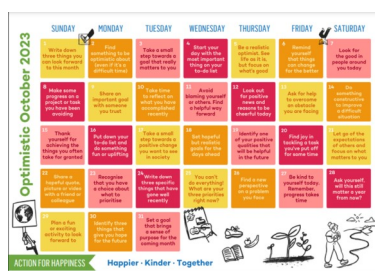 Optimistic October 2023
SUNDAY MONDAY TUESDAY WEDNESDAY THURSDAY FRIDAY SATURDAY
1 Write down
three things you
can look forward
to this month
2 Find
something to be
optimistic about
(even if it's a
difficult time)
3 Take a small
step towards a
goal that really
matters to you
4 Start your
day with the
most important
thing on your
to-do list
5 Be a realistic
optimist. See
life as it is,
but focus on
what's good
6 Remind
yourself
that things
can change
for the better
7 Look for
the good in
people around
you today
8 Make some
progress on a
project or task
you have been
avoiding
9 Share an
important goal
with someone
you trust
10 Take time
to reflect on
what you have
accomplished
recently
11 Avoid
blaming yourself
or others. Find
a helpful way
forward
12 Look out
for positive
news and
reasons to be
cheerful today
13 Ask for help
to overcome
an obstacle
you are facing
14 Do
something
constructive
to improve
a difficult
situation
15 Thank
yourself for
achieving the
things you often
take for granted
16 Put down your
to-do list and do
something fun
or uplifting
17 Take a small
step towards a
positive change
you want to see
in society
18 Set hopeful
but realistic
goals for the
days ahead
19 Identify one
of your positive
qualities that
will be helpful
in the future
20 Find joy in
tackling a task
you've put off
for some time
21 Let go of the
expectations
of others and
focus on what
matters to you
22 Share a
hopeful quote,
picture or video
with a friend or
colleague
23 Recognise
that you have
a choice about
what to
prioritise
24 Write down
three specific
things that
have gone well
recently
25 You can't
do everything!
What are your
three priorities
right now?
26 Find a new
perspective
on a problem
you face
27 Be kind to
yourself today.
Remember,
progress takes
time
28 Ask yourself,
will this still
matter a year
from now?
29 Plan a fun
or exciting
activity to look
forward to
30 Identify three
things that
give you hope
for the future
31 Set a goal
that brings a
sense of
purpose for the
coming month
ACTION FOR HAPPINESS
Happier · Kinder · Together